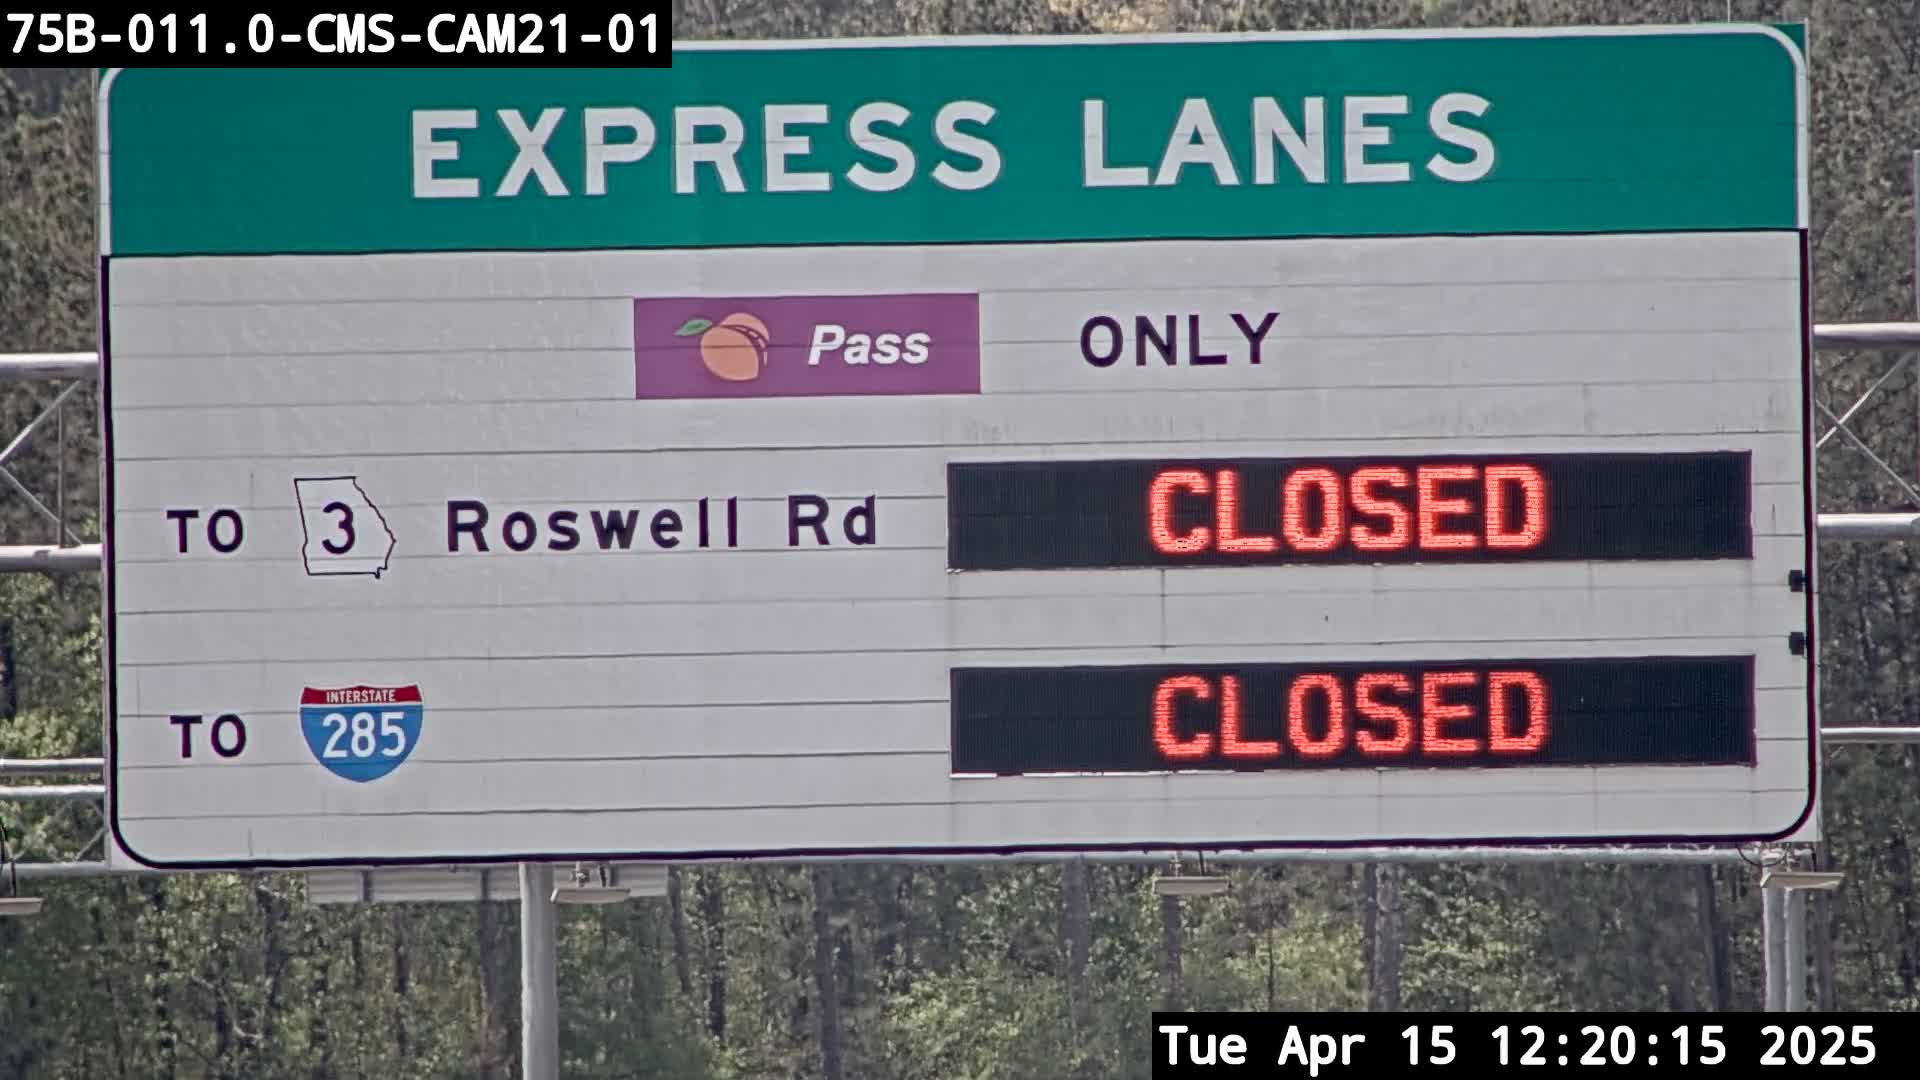 75B-011.0-CMS-CAM21-01
EXPRESS LANES
Pass ONLY
TO 3 Roswell Rd CLOSED
INTERSTATE
TO 285 CLOSED
Tue Apr 15 12:20:15 2025